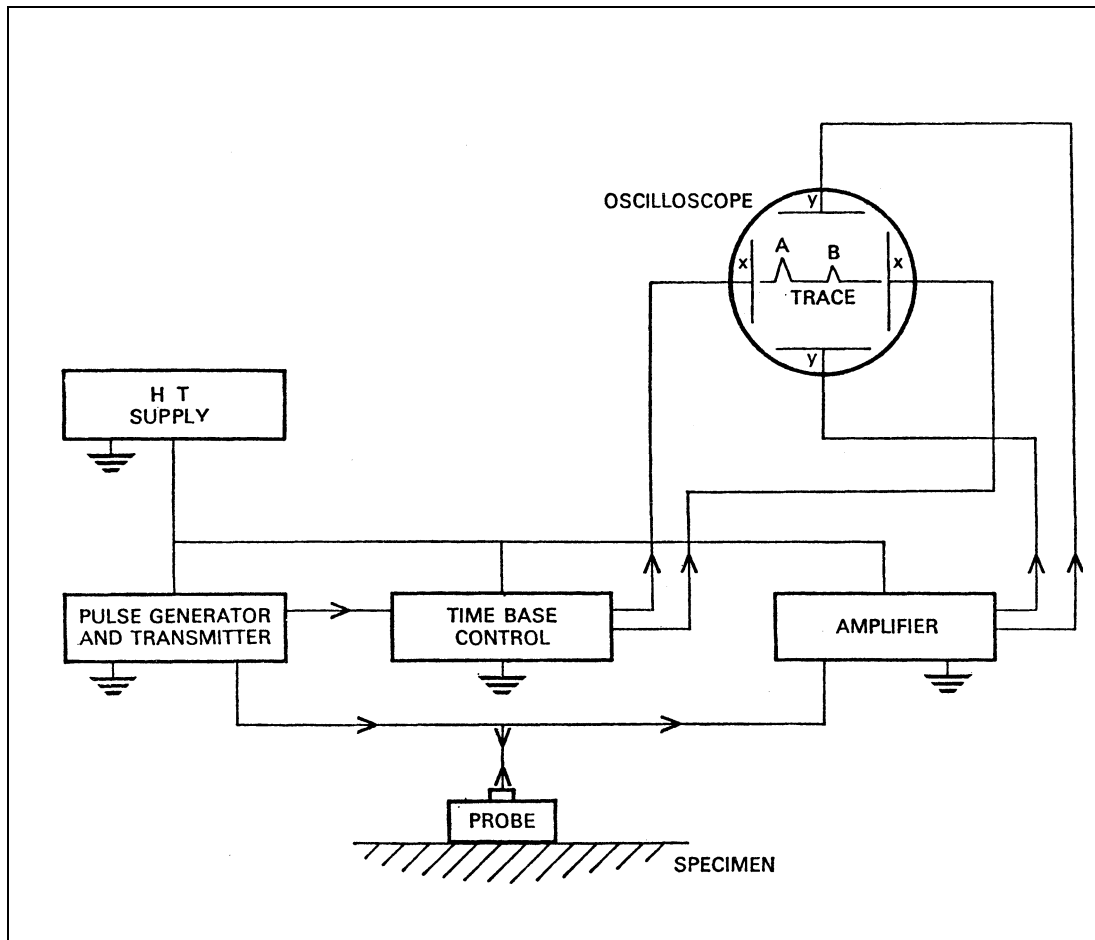 OSCILLOSCOPE
y
A
B
x
x
TRACE
y
H T
SUPPLY
PULSE GENERATOR
AND TRANSMITTER
TIME BASE
CONTROL
AMPLIFIER
PROBE
SPECIMEN